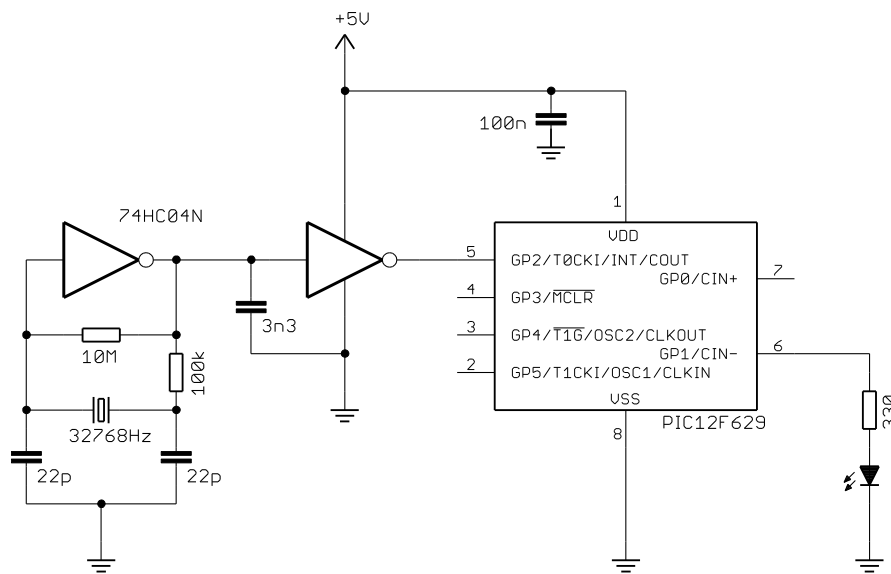 +5V
100n
1
74HC04N
VDD
5
GP2/T0CKI/INT/COUT
GP0/CIN+
7
4
GP3/MCLR
3n3
3
GP4/T1G/OSC2/CLKOUT
GP1/CIN-
6
10M
100k
2
GP5/T1CKI/OSC1/CLKIN
VSS
32768Hz
8
PIC12F629
330
22p
22p